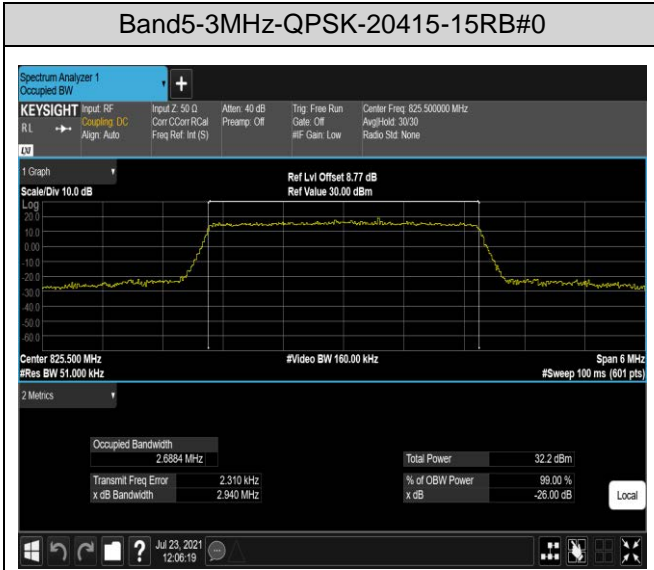 Band5-3MHz-QPSK-20415-15RB#0
Spectrum Analyzer 1
Occupied BW
+
KEYSIGHT Input: RF Input Z: 50 Ω Atten: 40 dB Trig: Free Run Center Freq: 825.500000 MHz
RL Coupling: DC Corr CCorr RCal Preamp: Off Gate: Off Avg|Hold: 30/30
Align: Auto Freq Ref: Int (S) #IF Gain: Low Radio Std: None
LXI
1 Graph
Ref Lvl Offset 8.77 dB
Scale/Div 10.0 dB Ref Value 30.00 dBm
Log
20.0
10.0
0.00
-10.0
-20.0
-30.0
-40.0
-50.0
-60.0
Center 825.500 MHz #Video BW 160.00 kHz Span 6 MHz
#Res BW 51.000 kHz #Sweep 100 ms (601 pts)
2 Metrics
Occupied Bandwidth
2.6884 MHz Total Power 32.2 dBm
Transmit Freq Error 2.310 kHz % of OBW Power 99.00 %
x dB Bandwidth 2.940 MHz x dB -26.00 dB
Local
? Jul 23, 2021
12:06:19